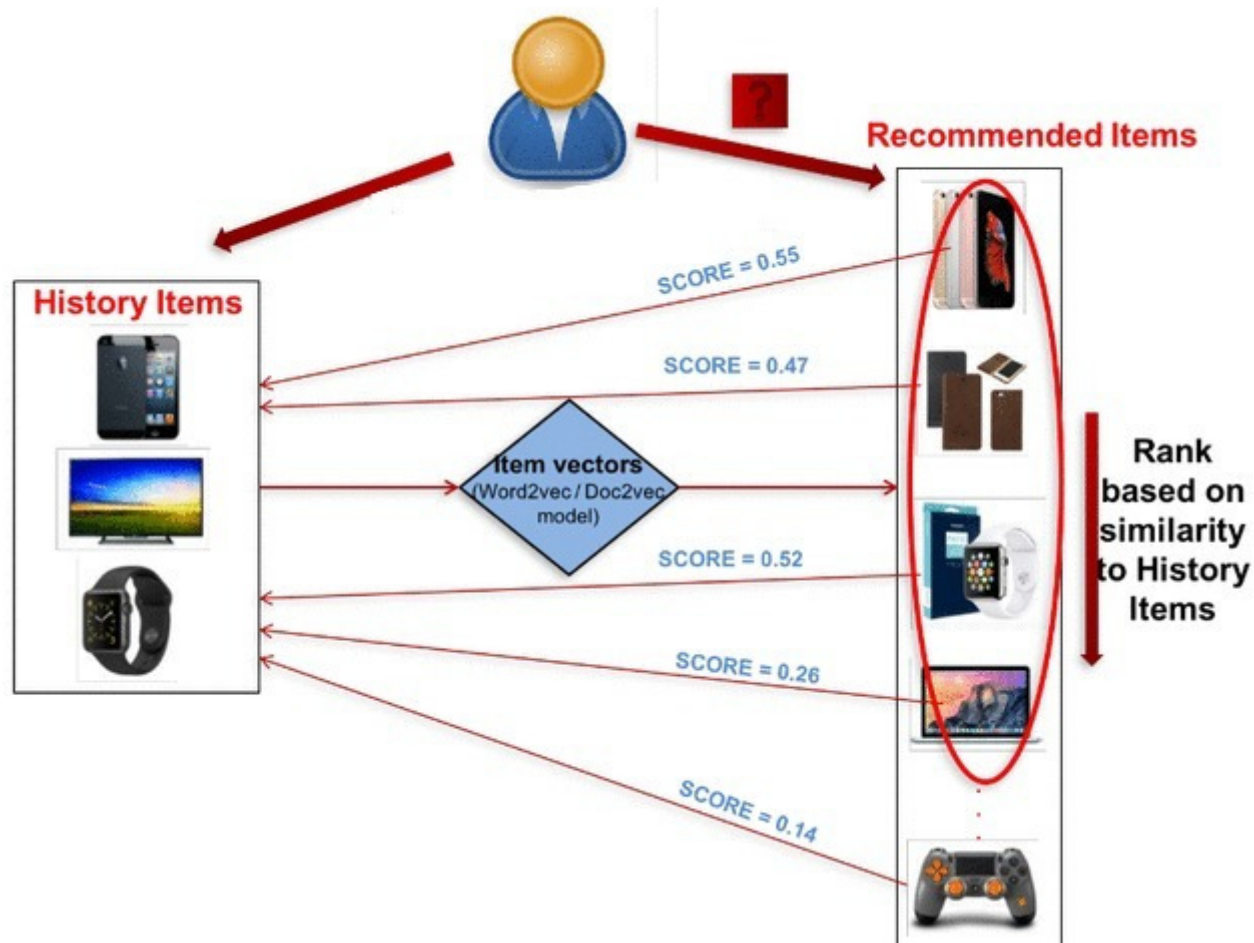 ?
Recommended Items
SCORE = 0.55
History Items
SCORE = 0.47
Item vectors
(Word2vec / Doc2vec
model)
Rank
based on
similarity
to History
Items
SCORE = 0.52
SCORE = 0.26
SCORE = 0.14